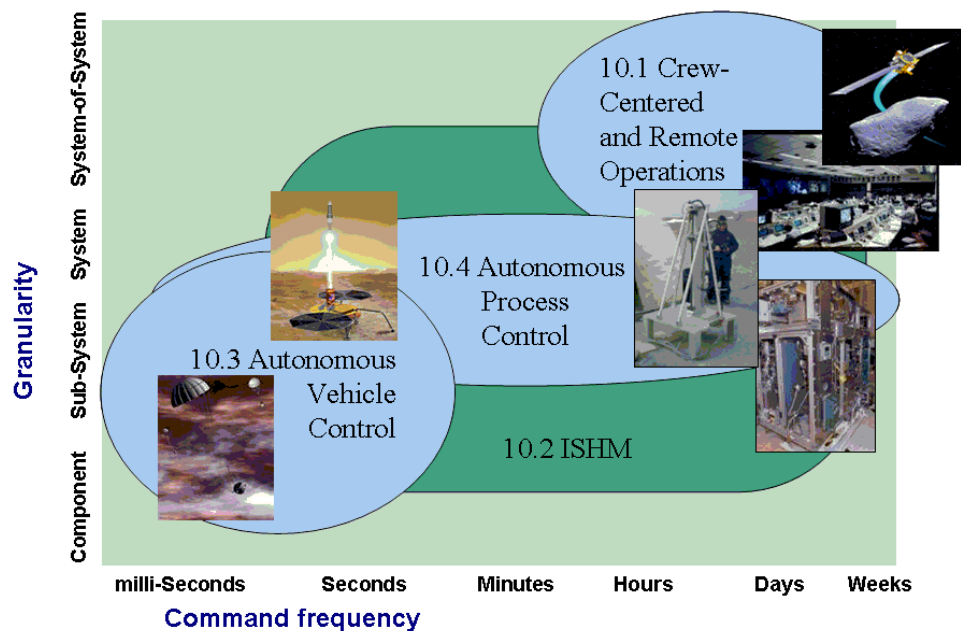 10.1 Crew-
Centered
and Remote
Operations
10.4 Autonomous
Process
Control
10.3 Autonomous
Vehicle
Control
10.2 ISHM
Granularity
System-of-System
System
Sub-System
Component
milli-Seconds Seconds Minutes Hours Days Weeks
Command frequency